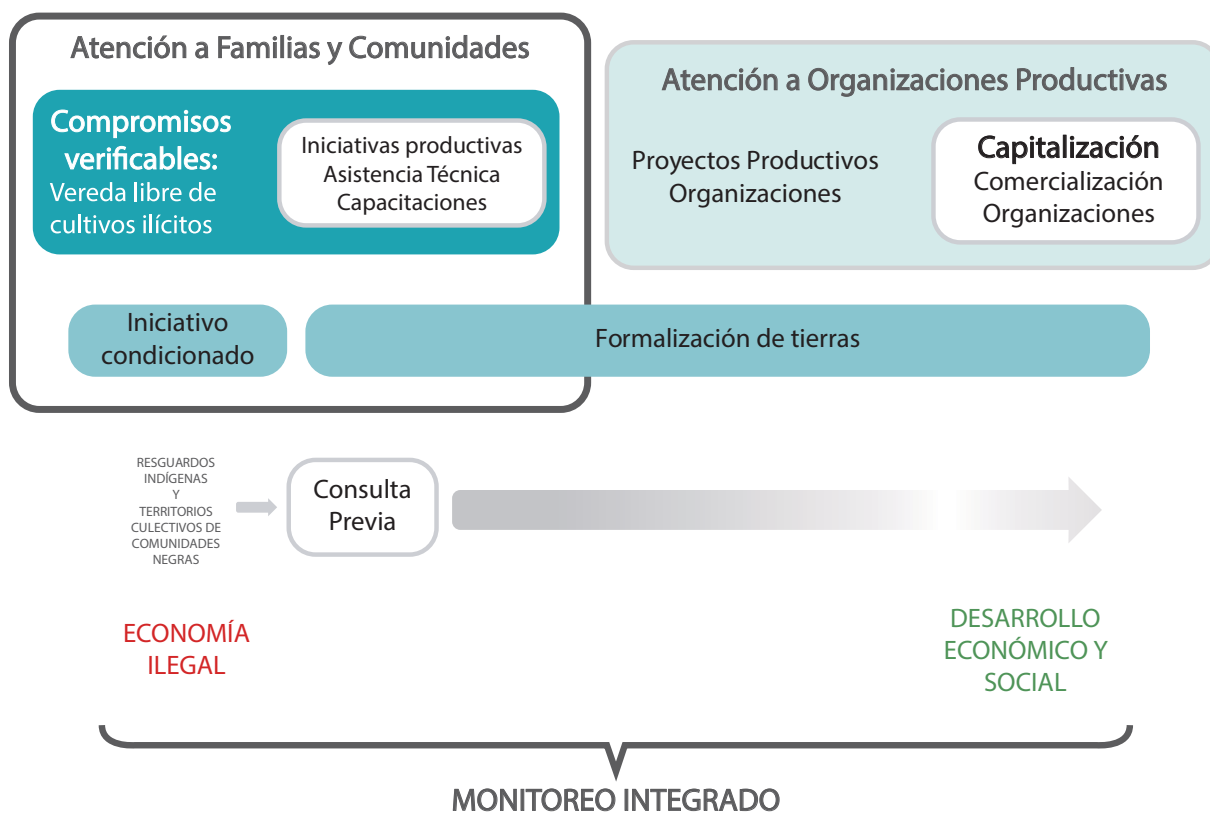 Atención a Familias y Comunidades
Compromisos
verificables:
Vereda libre de
cultivos ilícitos
Iniciativas productivas
Asistencia Técnica
Capacitaciones
Atención a Organizaciones Productivas
Proyectos Productivos
Organizaciones
Capitalización
Comercialización
Organizaciones
Iniciativo
condicionado
Formalización de tierras
RESGUARDOS
INDÍGENAS
Y
TERRITORIOS
CULECTIVOS DE
COMUNIDADES
NEGRAS
Consulta
Previa
ECONOMÍA
ILEGAL
DESARROLLO
ECONÓMICO Y
SOCIAL
MONITOREO INTEGRADO